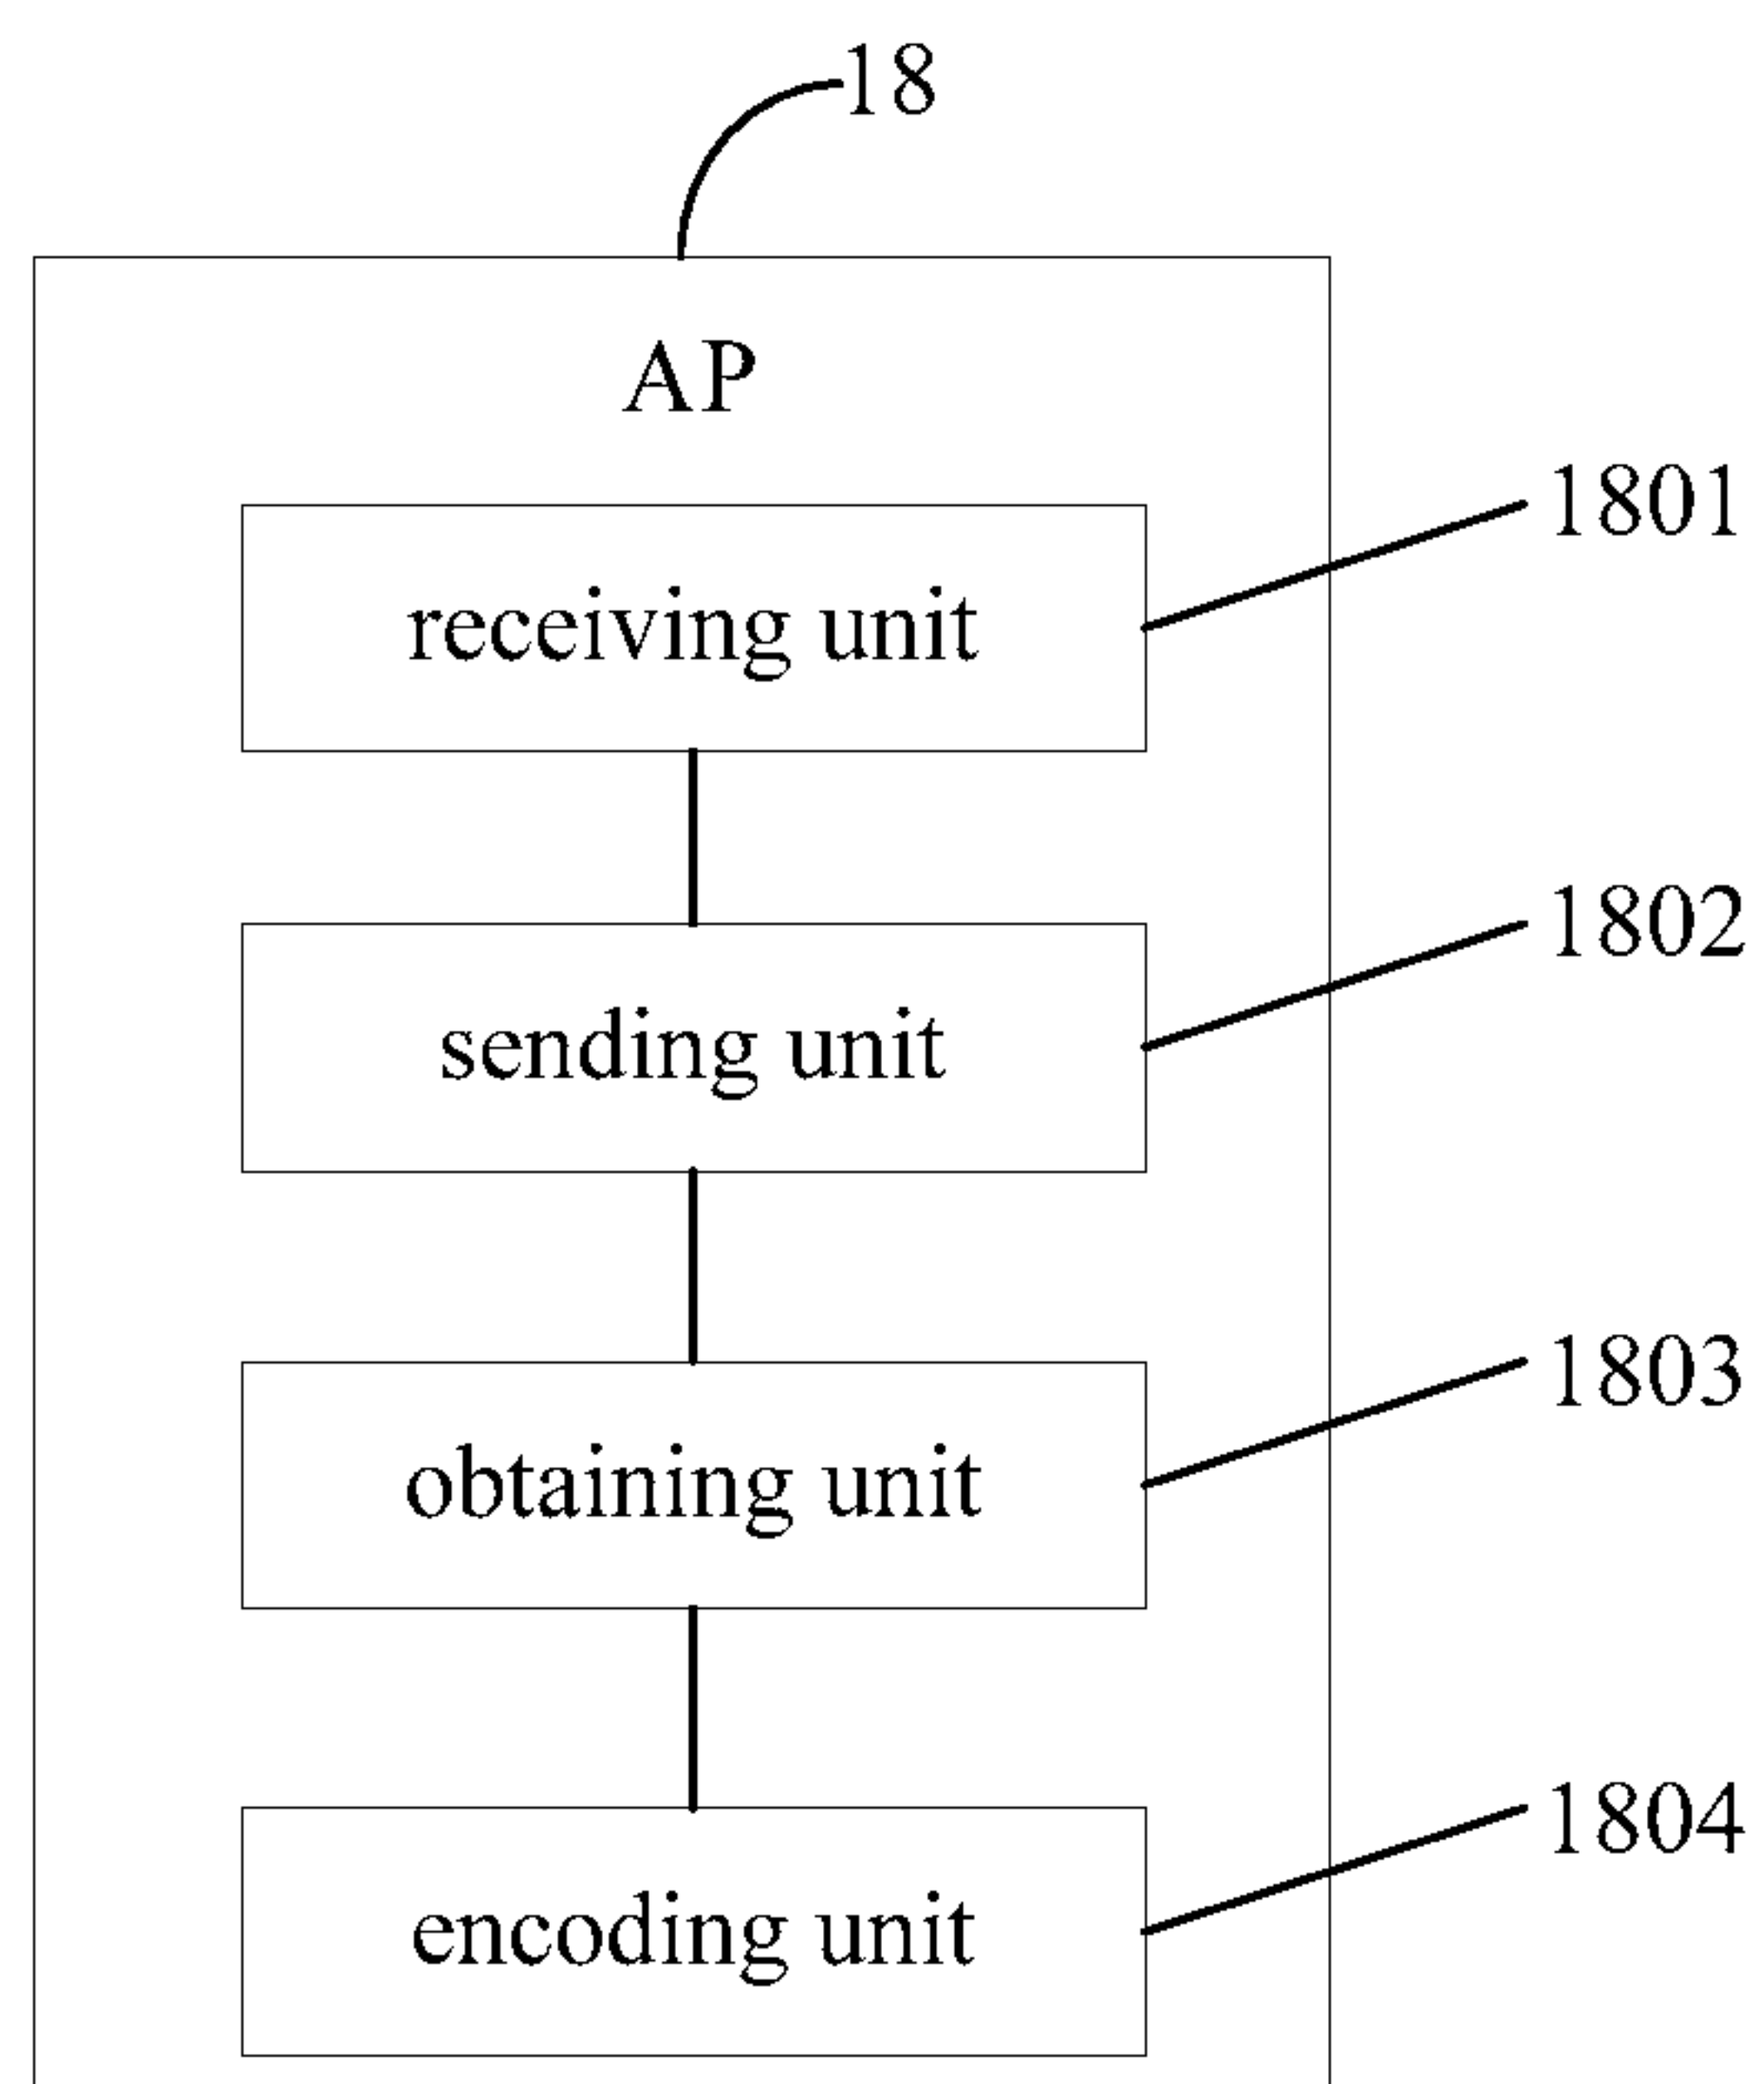 18
AP
1801
receiving unit
1802
sending unit
1803
obtaining unit
1804
encoding unit